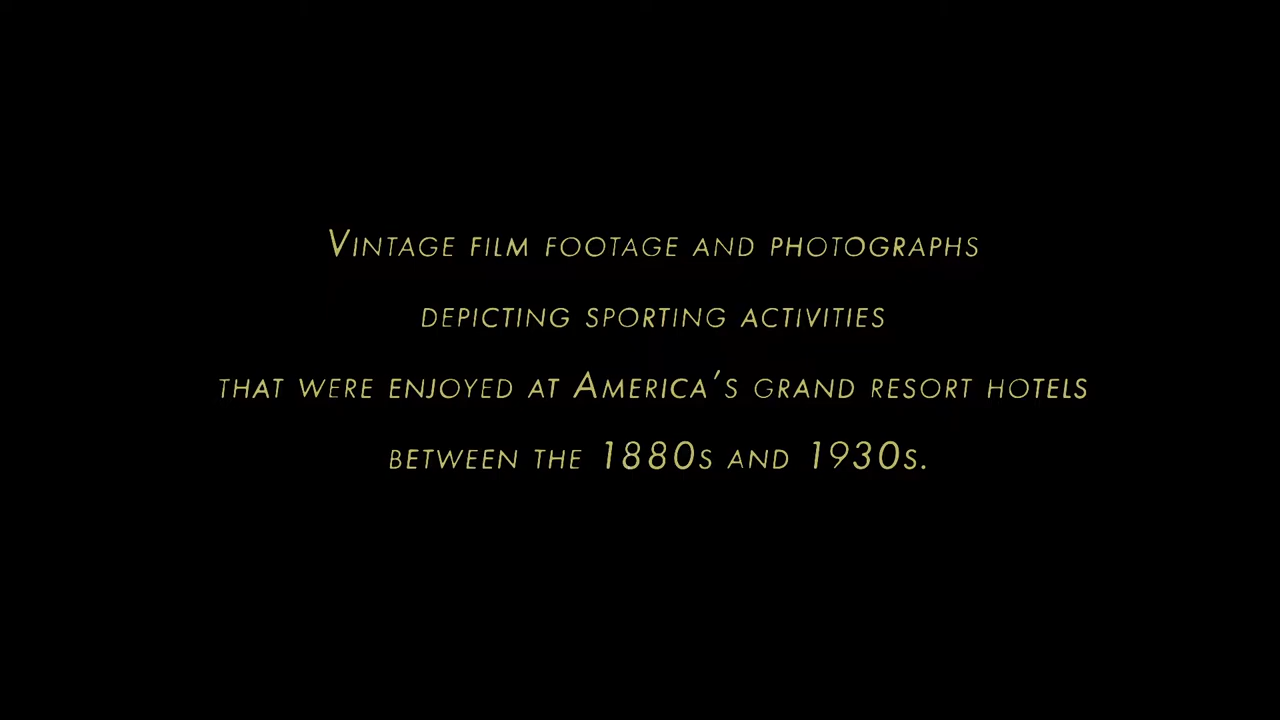 Vintage film footage and photographs
depicting sporting activities
that were enjoyed at America's grand resort hotels
between the 1880s and 1930s.